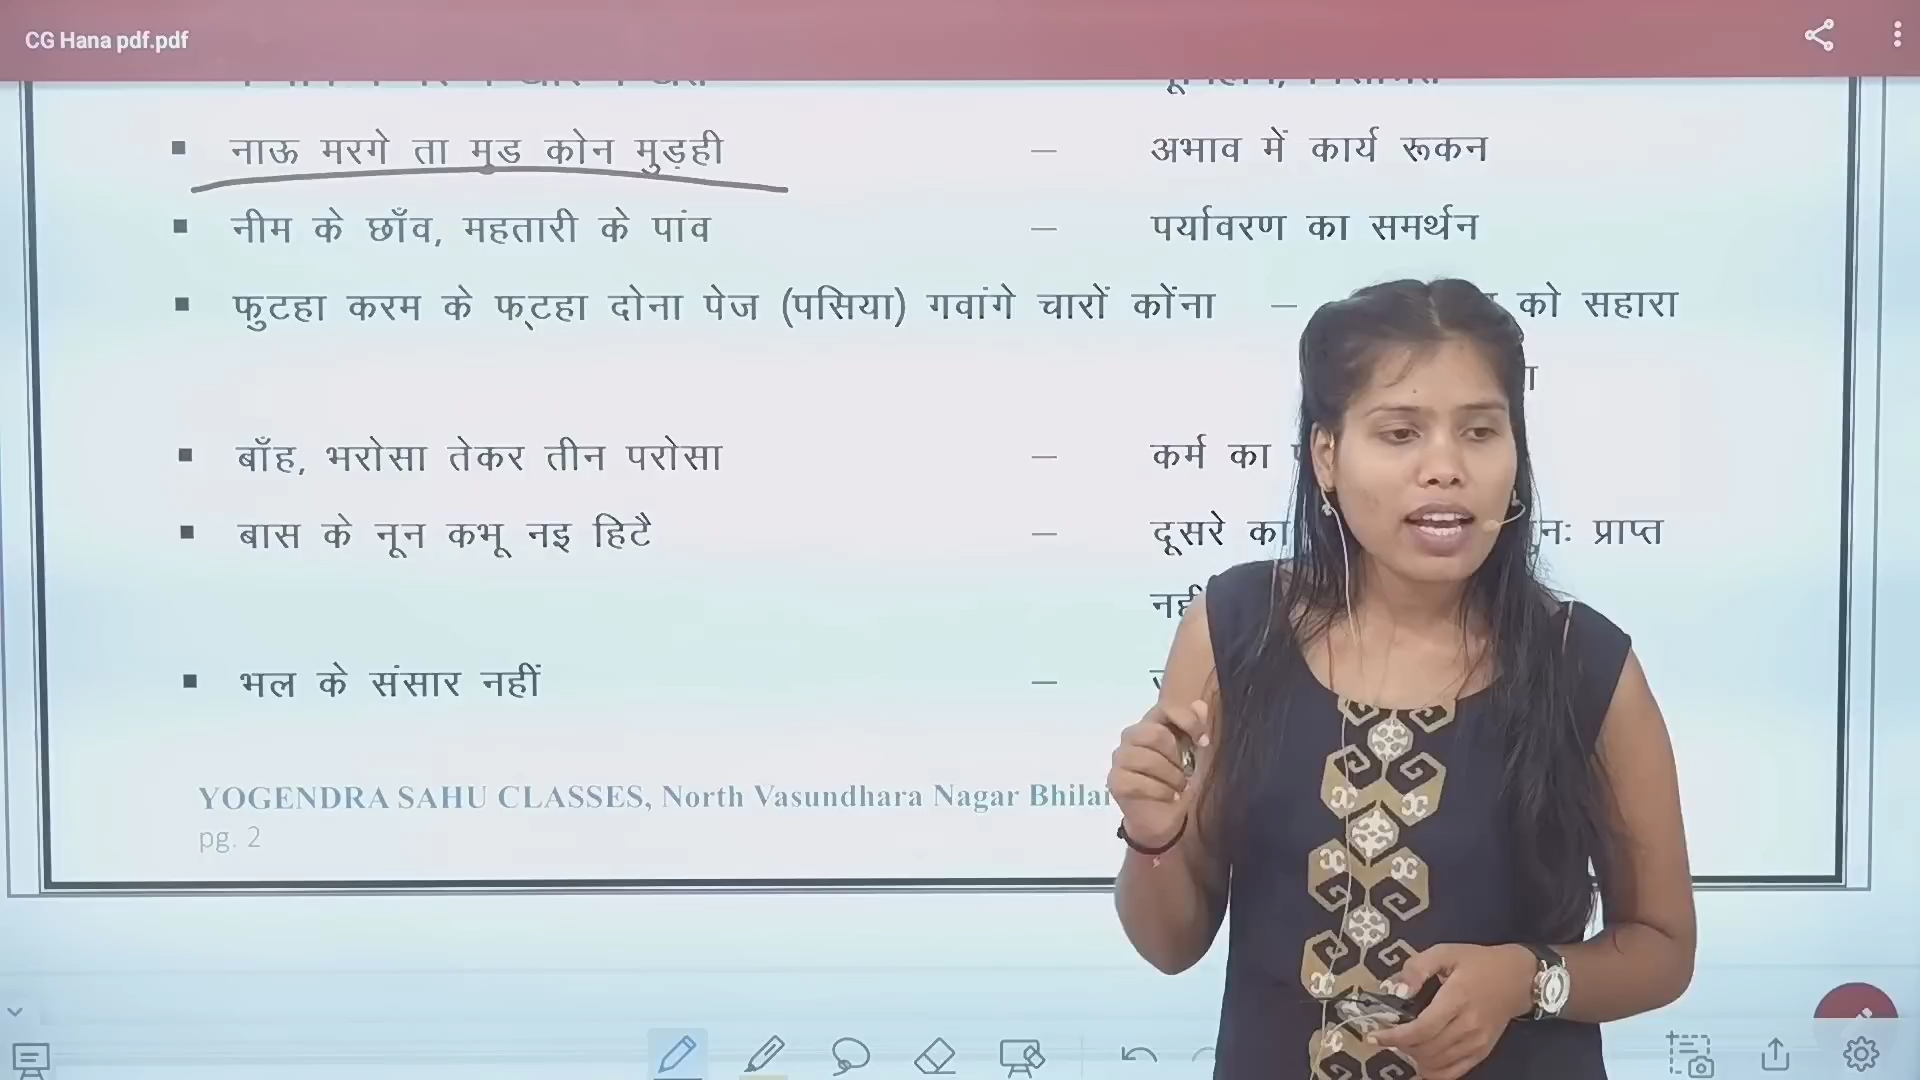 CG Hana pdf.pdf
▪ नाऊ मरगे ता मुड कोन मुड़ही – अभाव में कार्य रूकन
▪ नीम के छाँव, महतारी के पांव – पर्यावरण का समर्थन
▪ फुटहा करम के फुटहा दोना पेज (पसिया) गवांगे चारों कोंना – को सहारा
▪ बाँह, भरोसा तेकर तीन परोसा – कर्म का
▪ बास के नून कभू नइ हिटै – दूसरे का प्राप्त
▪ भल के संसार नहीं –
YOGENDRA SAHU CLASSES, North Vasundhara Nagar Bhilai
pg. 2